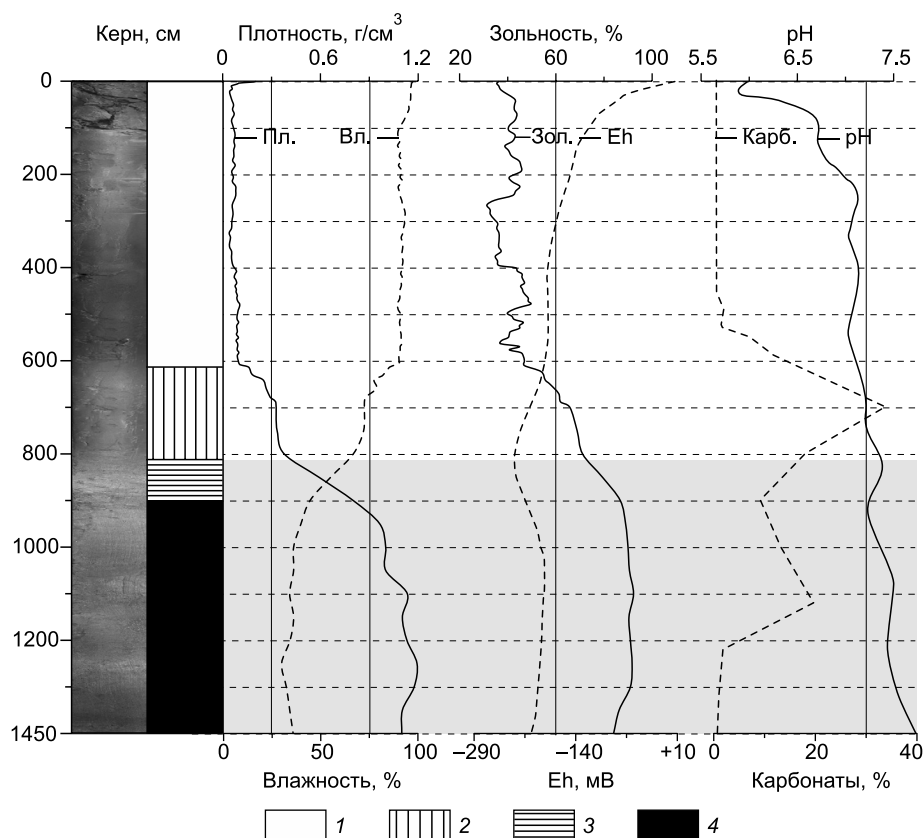 Керн, см Плотность, г/см³ Зольность, % pH
0 0.6 1.2 20 60 100 5.5 6.5 7.5
0
Пл. Вл. Зол. Eh Карб. pH
200
400
600
800
1000
1200
1450
0 50 100 –290 –140 +10 0 20 40
Влажность, % Eh, мВ Карбонаты, %
1 2 3 4